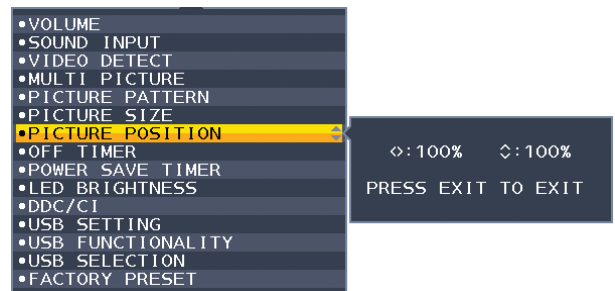 •VOLUME
•SOUND INPUT
•VIDEO DETECT
•MULTI PICTURE
•PICTURE PATTERN
•PICTURE SIZE
•PICTURE POSITION
•OFF TIMER
•POWER SAVE TIMER
•LED BRIGHTNESS
•DDC/CI
•USB SETTING
•USB FUNCTIONALITY
•USB SELECTION
•FACTORY PRESET
:100% :100%
PRESS EXIT TO EXIT